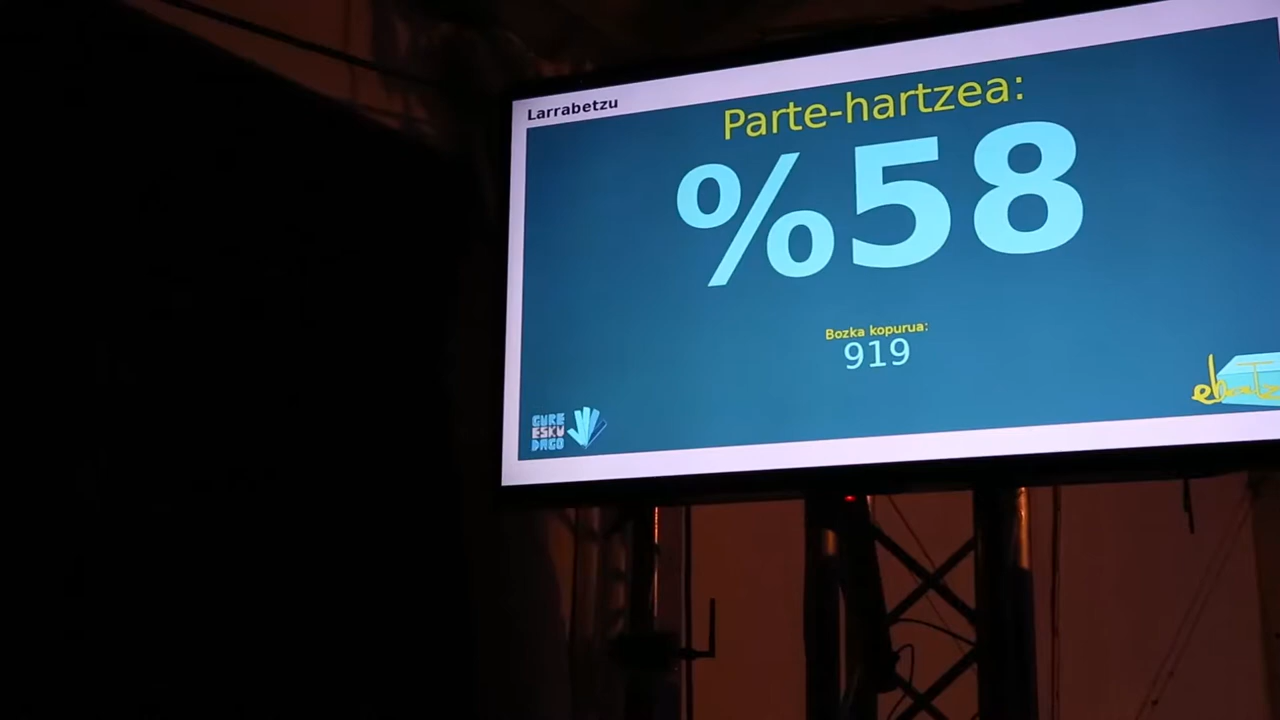 Larrabetzu
Parte-hartzea:
%58
Bozka kopurua:
919
GURE
ESKU
DAGO